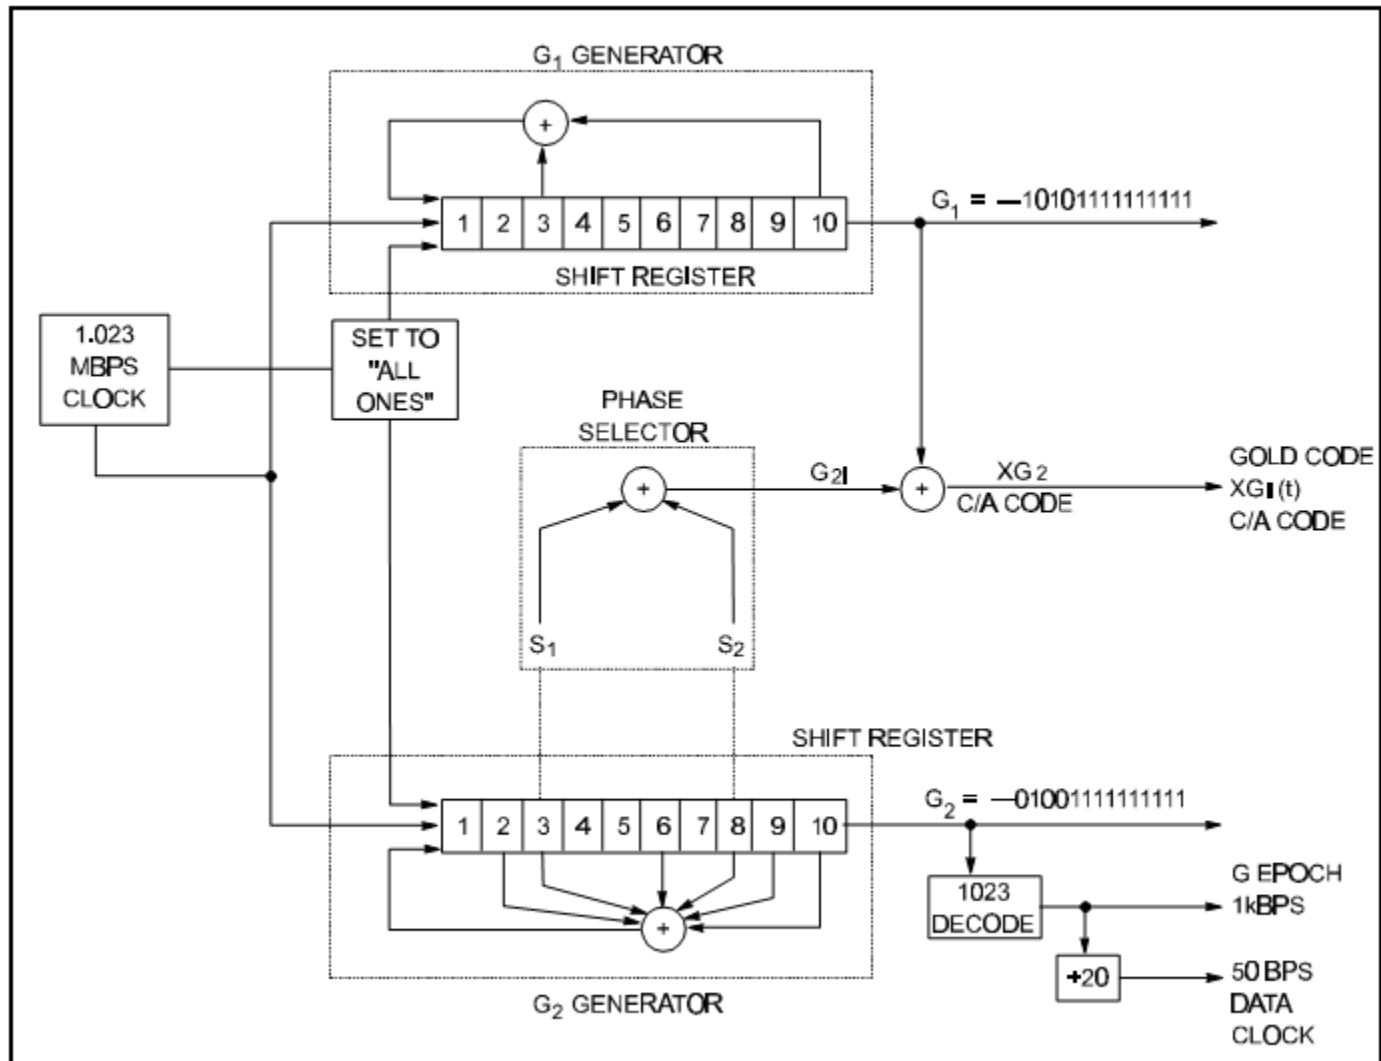 G1 GENERATOR
+
1 2 3 4 5 6 7 8 9 10
G1 = —10101111111111
SHIFT REGISTER
1.023
MBPS
CLOCK
SET TO
"ALL
ONES"
PHASE
SELECTOR
+
G2I
+
XG2
C/A CODE
GOLD CODE
XGI(t)
C/A CODE
S1
S2
SHIFT REGISTER
1 2 3 4 5 6 7 8 9 10
G2 = —01001111111111
+
1023
DECODE
G EPOCH
1kBPS
+20
50 BPS
DATA
CLOCK
G2 GENERATOR